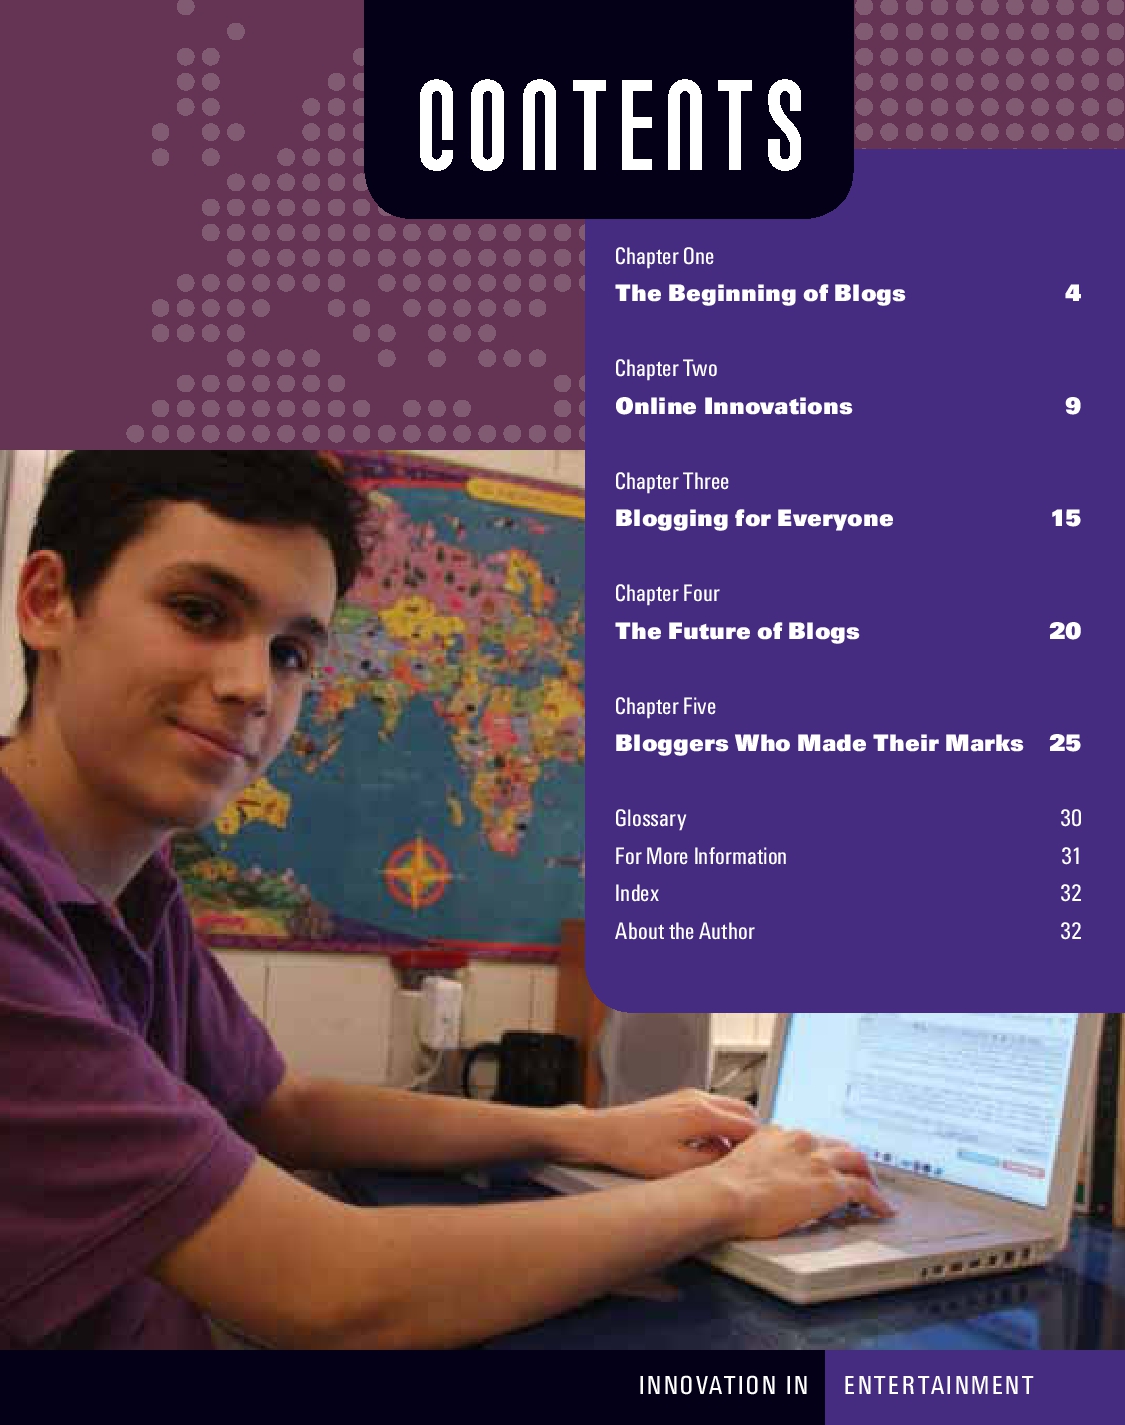 CONTENTS
Chapter One
The Beginning of Blogs 4
Chapter Two
Online Innovations 9
Chapter Three
Blogging for Everyone 15
Chapter Four
The Future of Blogs 20
Chapter Five
Bloggers Who Made Their Marks 25
Glossary 30
For More Information 31
Index 32
About the Author 32
INNOVATION IN ENTERTAINMENT